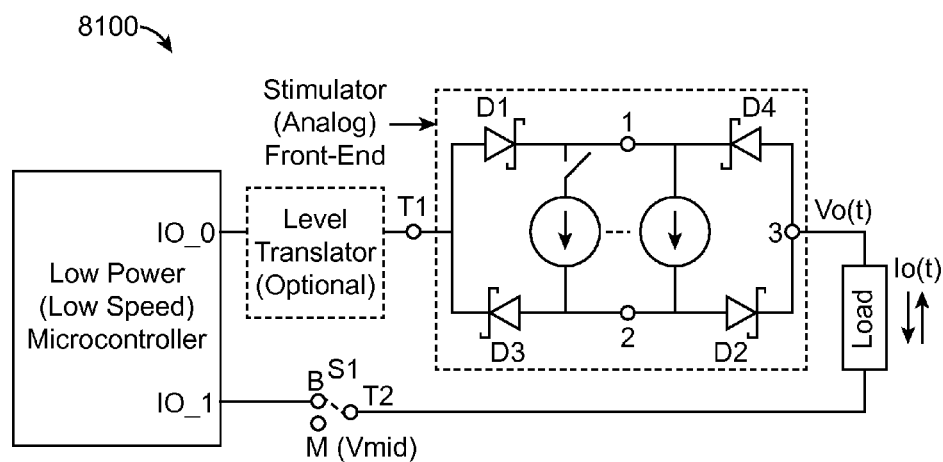 8100
Stimulator
(Analog)
Front-End
D1
D4
1
IO_0
Level
Translator
(Optional)
T1
3
Vo(t)
Io(t)
Low Power
(Low Speed)
Microcontroller
Load
D3
2
D2
IO_1
B
S1
T2
M (Vmid)